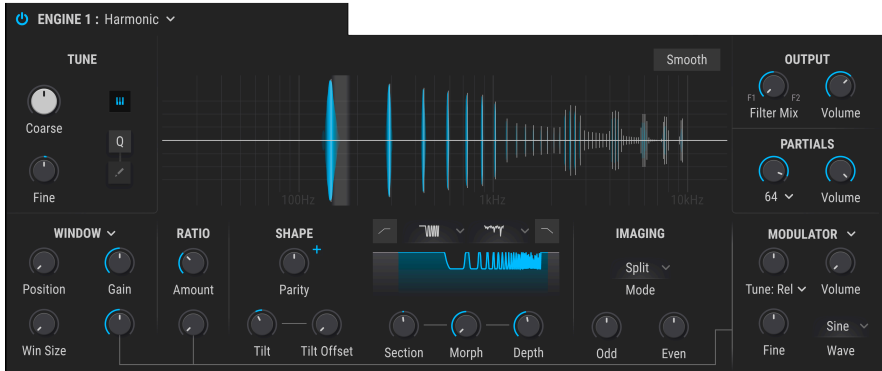 ENGINE 1 : Harmonic
TUNE
Coarse
Q
Fine
Smooth
100Hz
1kHz
10kHz
OUTPUT
F1
F2
Filter Mix
Volume
PARTIALS
64
Volume
WINDOW
Position
Gain
Win Size
RATIO
Amount
SHAPE
Parity
Tilt
Tilt Offset
Section
Morph
Depth
IMAGING
Split
Mode
Odd
Even
MODULATOR
Tune: Rel
Volume
Fine
Sine
Wave